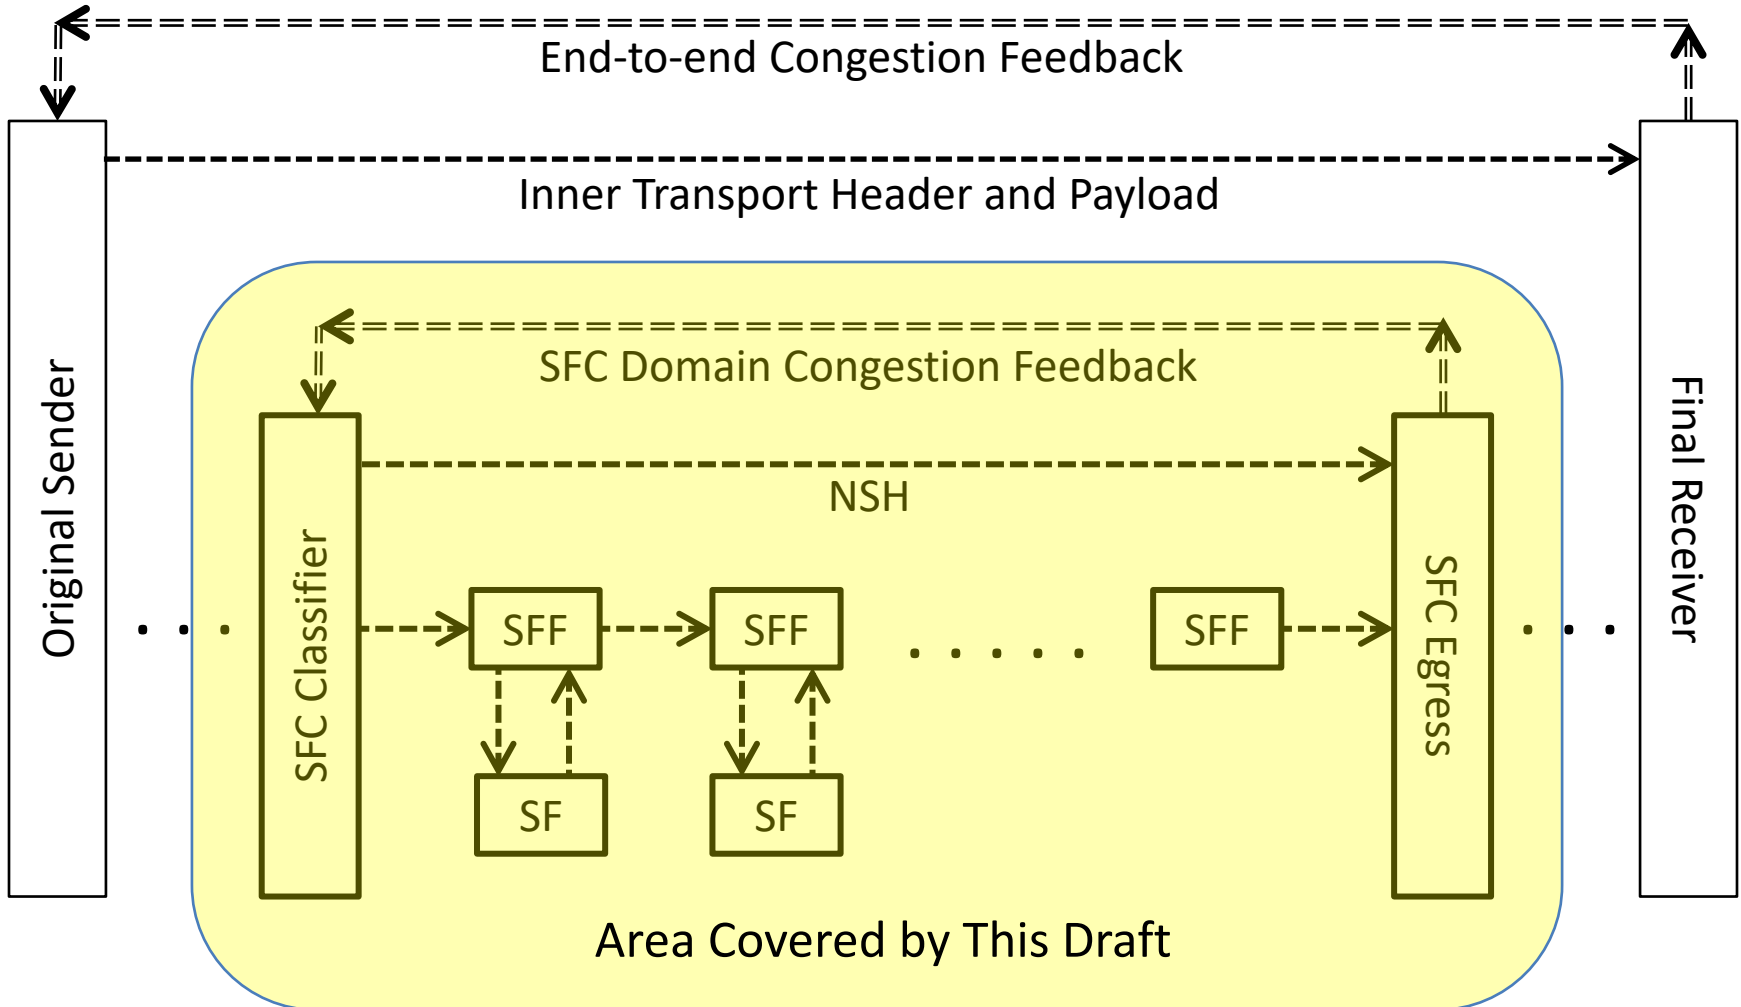 End-to-end Congestion Feedback
Inner Transport Header and Payload
Original Sender
Final Receiver
SFC Domain Congestion Feedback
NSH
SFC Classifier
SFC Egress
SFF
SFF
SFF
SF
SF
Area Covered by This Draft